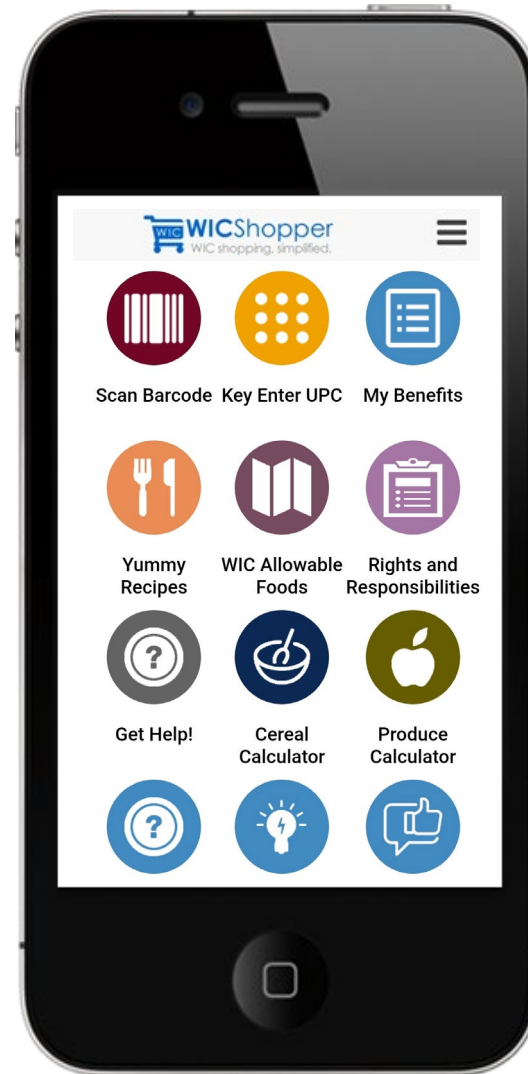 WIC WICShopper
WIC shopping, simplified.
Scan Barcode Key Enter UPC My Benefits
Yummy WIC Allowable Rights and
Recipes Foods Responsibilities
?
Get Help! Cereal Produce
Calculator Calculator
?